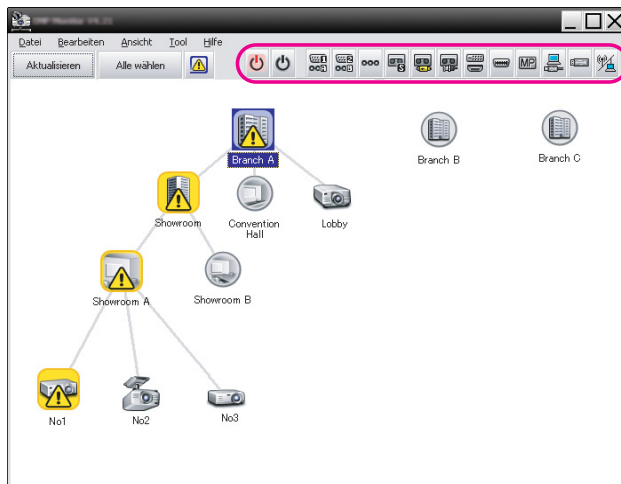 Datei Bearbeiten Ansicht Tool Hilfe
Aktualisieren Alle wählen
MP
Branch A Branch B Branch C
Showroom Convention Hall Lobby
Showroom A Showroom B
No1 No2 No3